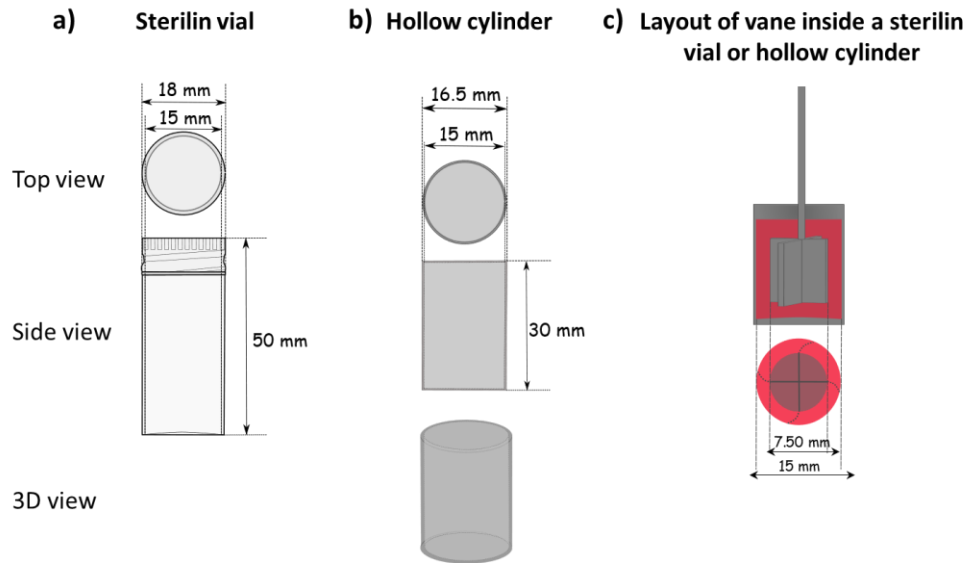 a) Sterilin vial
18 mm
15 mm
Top view
Side view
50 mm
3D view
b) Hollow cylinder
16.5 mm
15 mm
30 mm
c) Layout of vane inside a sterilin
vial or hollow cylinder
7.50 mm
15 mm